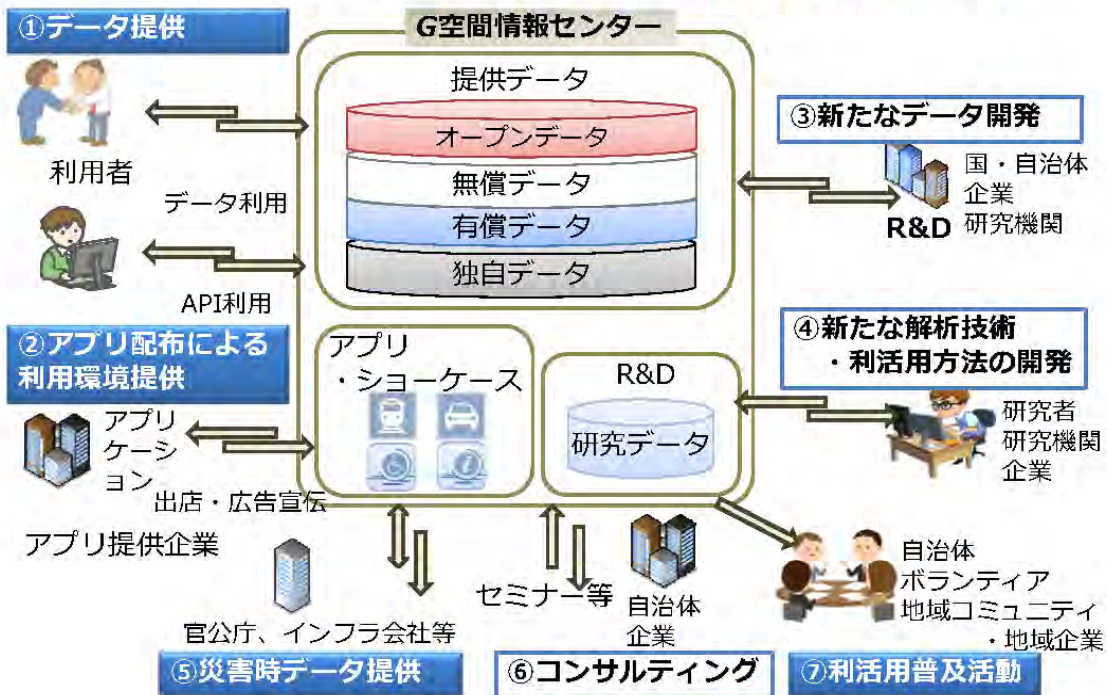 ①データ提供
G空間情報センター
提供データ
オープンデータ
無償データ
有償データ
独自データ
利用者
データ利用
API利用
③新たなデータ開発
国・自治体
企業
研究機関
R&D
②アプリ配布による
利用環境提供
アプリ
ケーシ
ョン
出店・広告宣伝
アプリ提供企業
アプリ
・ショーケース
R&D
研究データ
④新たな解析技術
・利活用方法の開発
研究者
研究機関
企業
官公庁、インフラ会社等
⑤災害時データ提供
セミナー等
自治体
企業
⑥コンサルティング
自治体
ボランティア
地域コミュニティ
・地域企業
⑦利活用普及活動